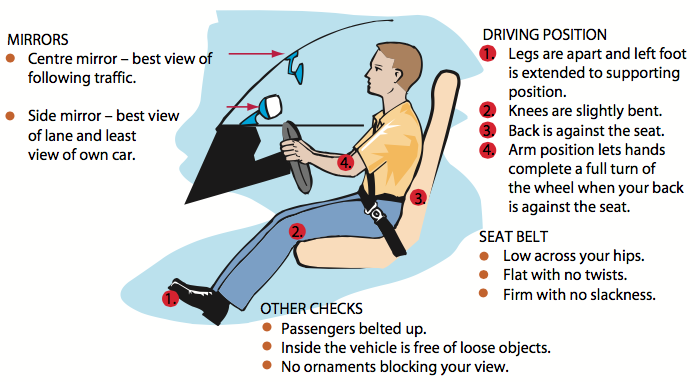 MIRRORS
Centre mirror – best view of
following traffic.
Side mirror – best view
of lane and least
view of own car.
DRIVING POSITION
1. Legs are apart and left foot
is extended to supporting
position.
2. Knees are slightly bent.
3. Back is against the seat.
4. Arm position lets hands
complete a full turn of
the wheel when your back
is against the seat.
SEAT BELT
Low across your hips.
Flat with no twists.
Firm with no slackness.
OTHER CHECKS
Passengers belted up.
Inside the vehicle is free of loose objects.
No ornaments blocking your view.
4.
3.
2.
1.